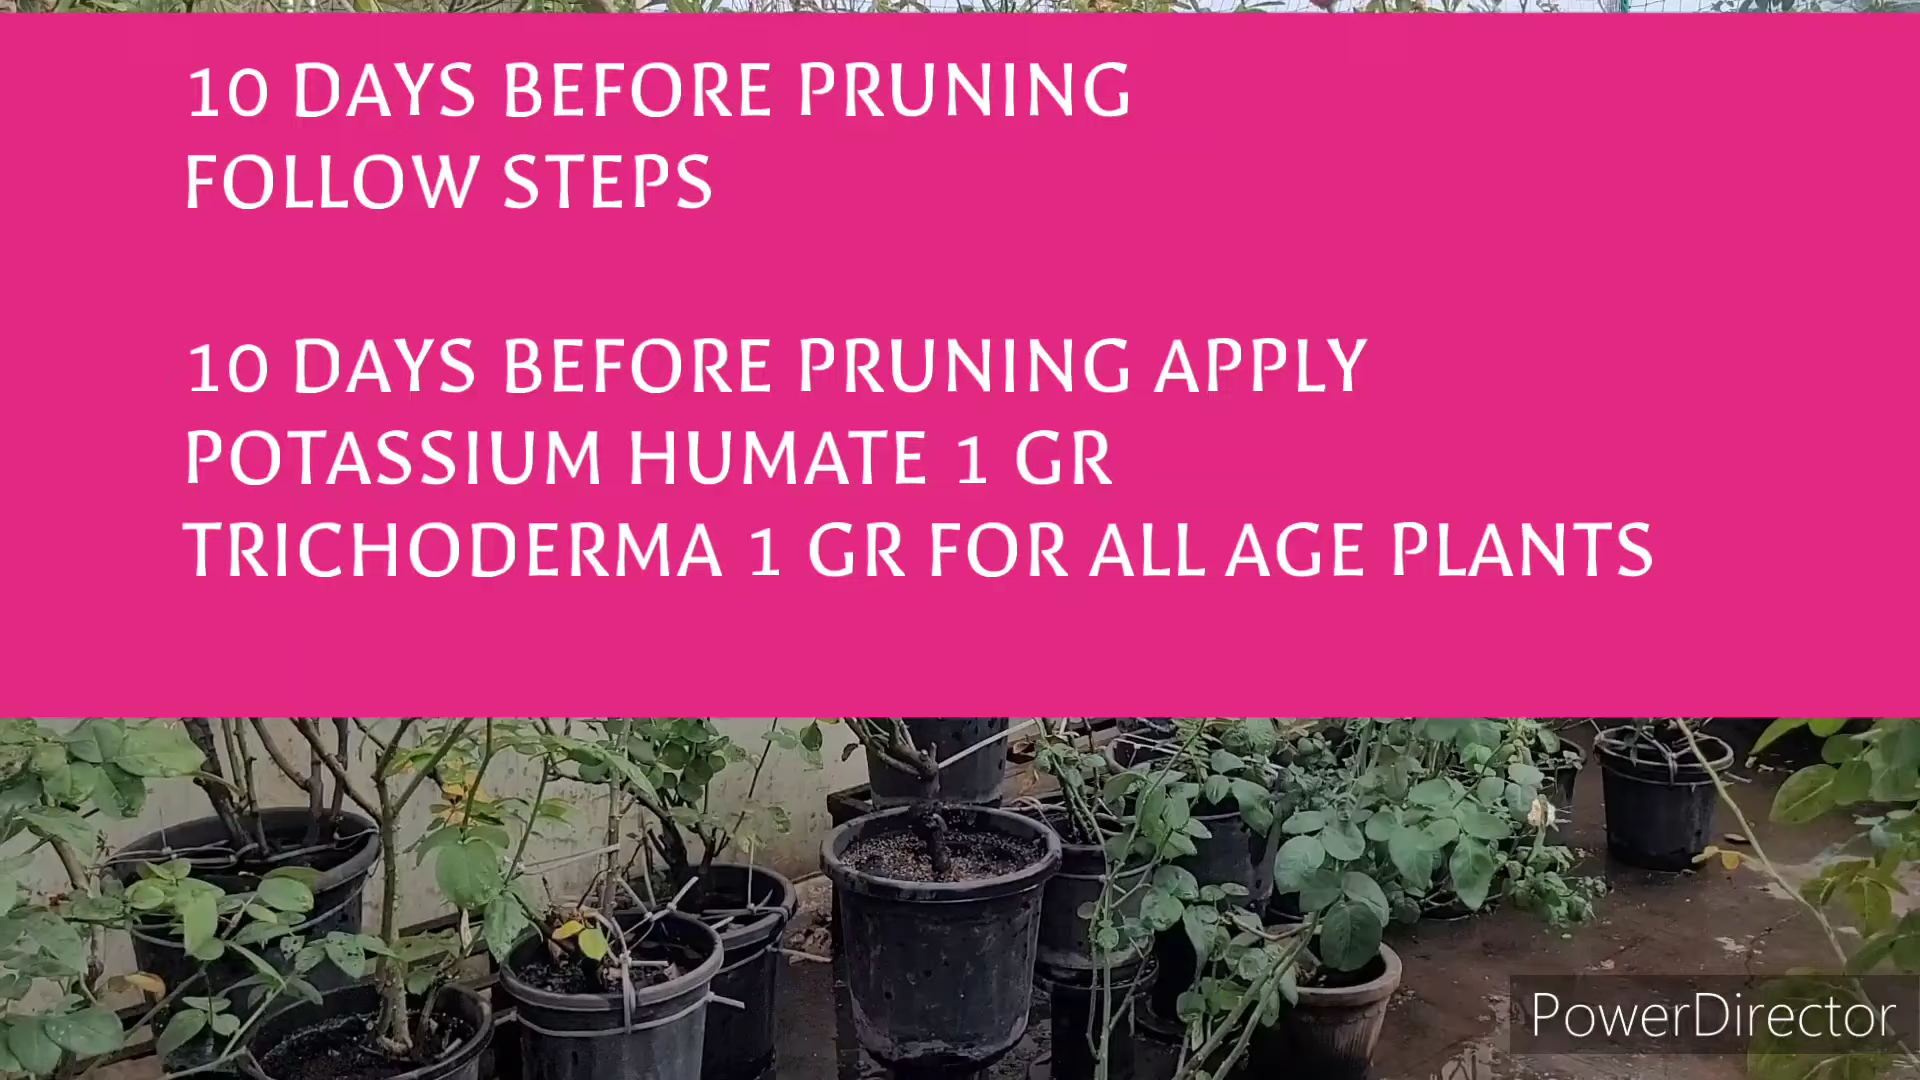 10 DAYS BEFORE PRUNING
FOLLOW STEPS
10 DAYS BEFORE PRUNING APPLY
POTASSIUM HUMATE 1 GR
TRICHODERMA 1 GR FOR ALL AGE PLANTS
PowerDirector